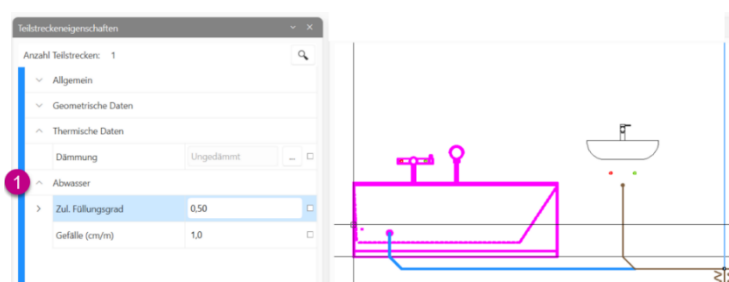 Teilstreckeneigenschaften
Anzahl Teilstrecken: 1
Allgemein
Geometrische Daten
Thermische Daten
Dämmung Ungedämmt ...
1 Abwasser
Zul. Füllungsgrad 0,50
Gefälle (cm/m) 1,0